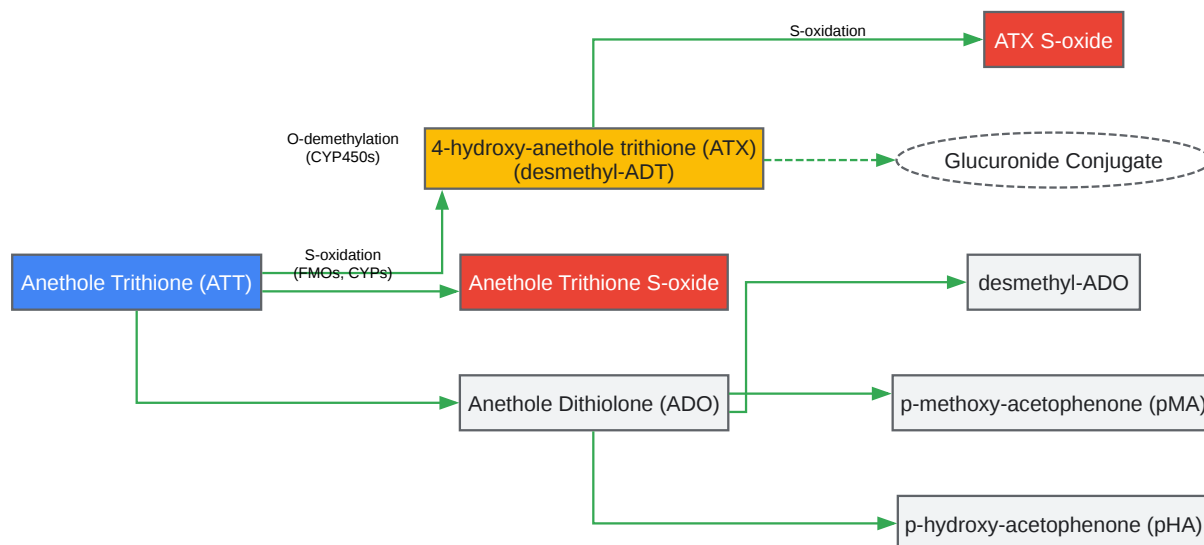 S-oxidation
ATX S-oxide
O-demethylation
(CYP450s)
4-hydroxy-anethole trithione (ATX)
(desmethyl-ADT)
Glucuronide Conjugate
S-oxidation
(FMOs, CYPs)
Anethole Trithione (ATT)
Anethole Trithione S-oxide
desmethyl-ADO
Anethole Dithiolone (ADO)
p-methoxy-acetophenone (pMA)
p-hydroxy-acetophenone (pHA)